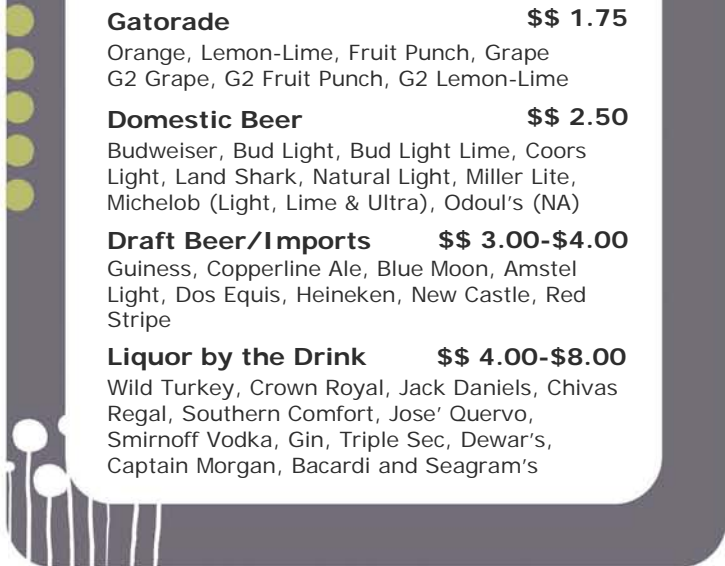 Gatorade $$ 1.75
Orange, Lemon-Lime, Fruit Punch, Grape
G2 Grape, G2 Fruit Punch, G2 Lemon-Lime
Domestic Beer $$ 2.50
Budweiser, Bud Light, Bud Light Lime, Coors
Light, Land Shark, Natural Light, Miller Lite,
Michelob (Light, Lime & Ultra), Odoul's (NA)
Draft Beer/Imports $$ 3.00-$4.00
Guiness, Copperline Ale, Blue Moon, Amstel
Light, Dos Equis, Heineken, New Castle, Red
Stripe
Liquor by the Drink $$ 4.00-$8.00
Wild Turkey, Crown Royal, Jack Daniels, Chivas
Regal, Southern Comfort, Jose' Quervo,
Smirnoff Vodka, Gin, Triple Sec, Dewar's,
Captain Morgan, Bacardi and Seagram's